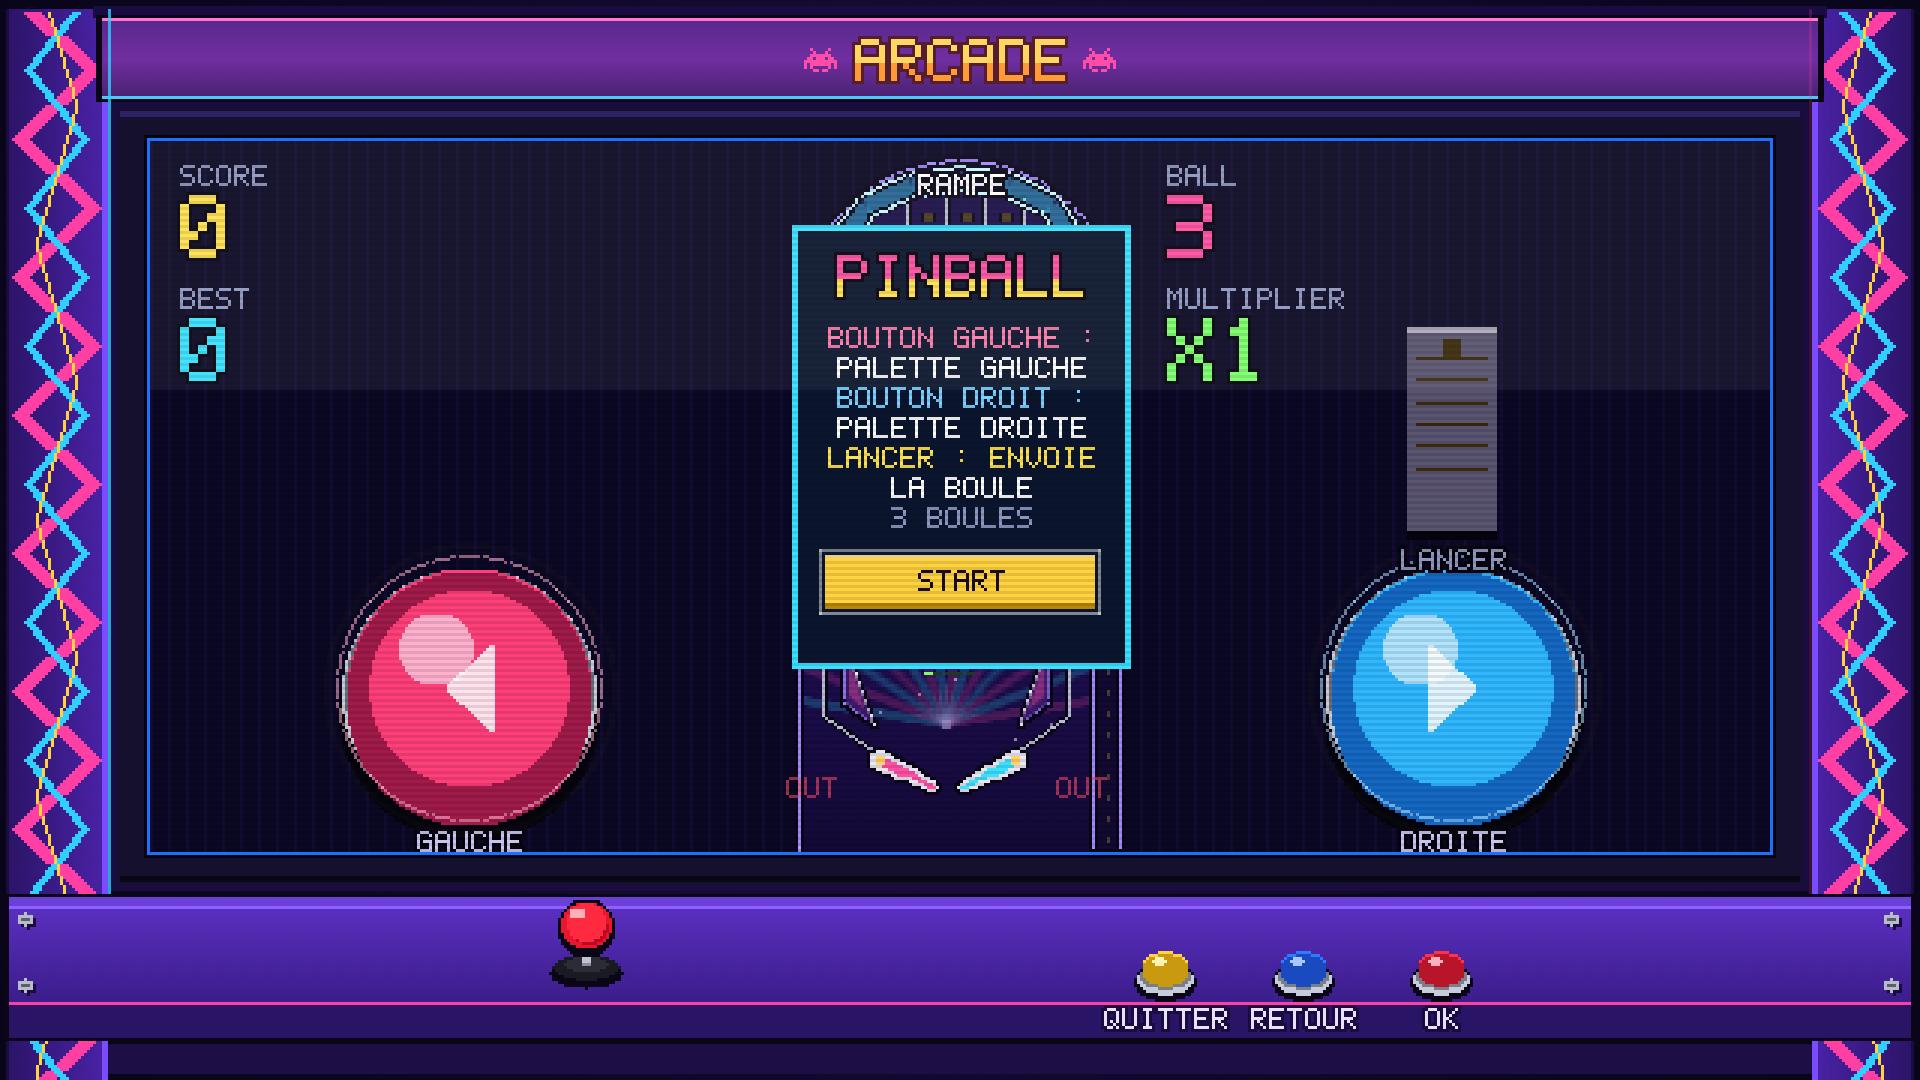 ARCADE
SCORE
0
BEST
0
RAMPE
BALL
3
MULTIPLIER
X1
PINBALL
BOUTON GAUCHE :
PALETTE GAUCHE
BOUTON DROIT :
PALETTE DROITE
LANCER : ENVOIE
LA BOULE
3 BOULES
START
LANCER
OUT
OUT
GAUCHE
DROITE
QUITTER
RETOUR
OK